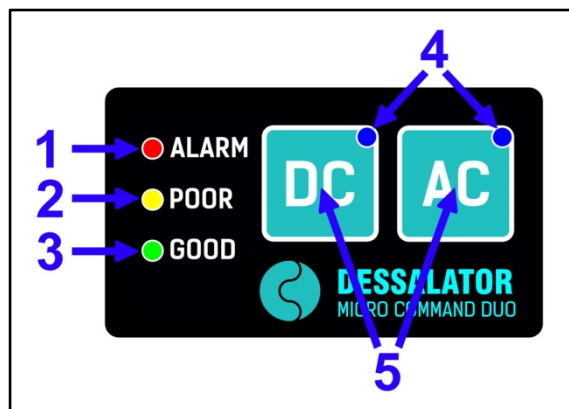 4
1 ALARM
2 POOR
3 GOOD
DC AC
DESSALATOR
MICRO COMMAND DUO
5